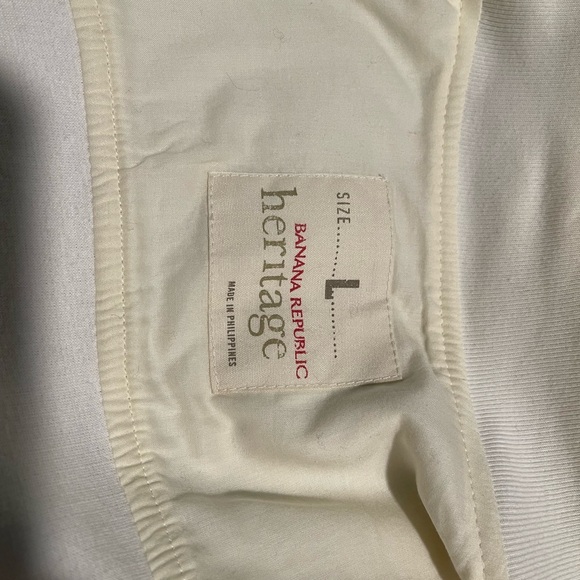 SIZE.......L.........
BANANA REPUBLIC
heritage
MADE IN PHILIPPINES